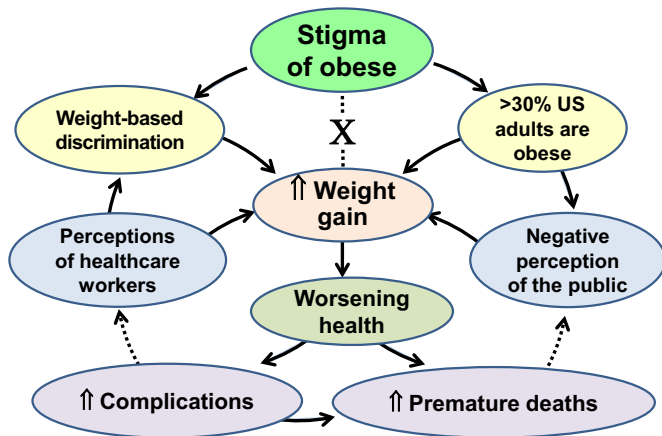 Stigma
of obese
Weight-based
discrimination
X
>30% US
adults are
obese
⇑ Weight
gain
Perceptions
of healthcare
workers
Negative
perception
of the public
Worsening
health
⇑ Complications
⇑ Premature deaths